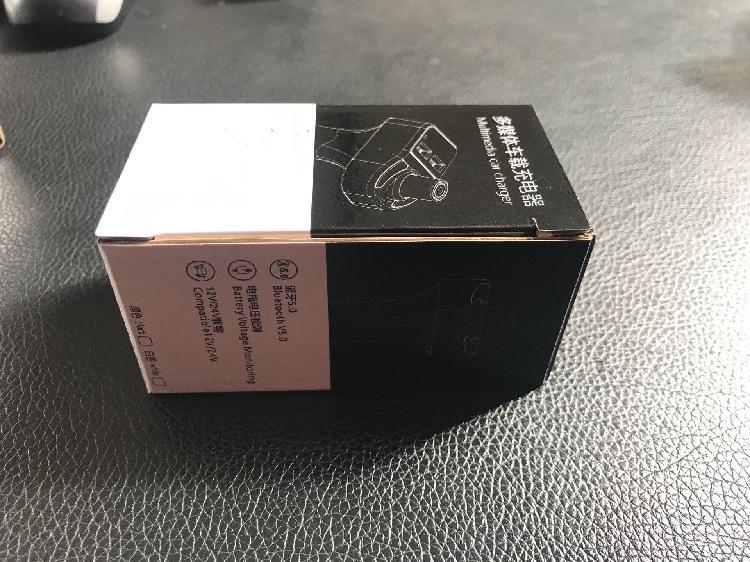 多媒体车载充电器
Multimedia car charger
蓝牙5.0
Bluetooth V5.0
电瓶电压检测
Battery Voltage Monitoring
12V/24V兼容
Compatible12V/24V